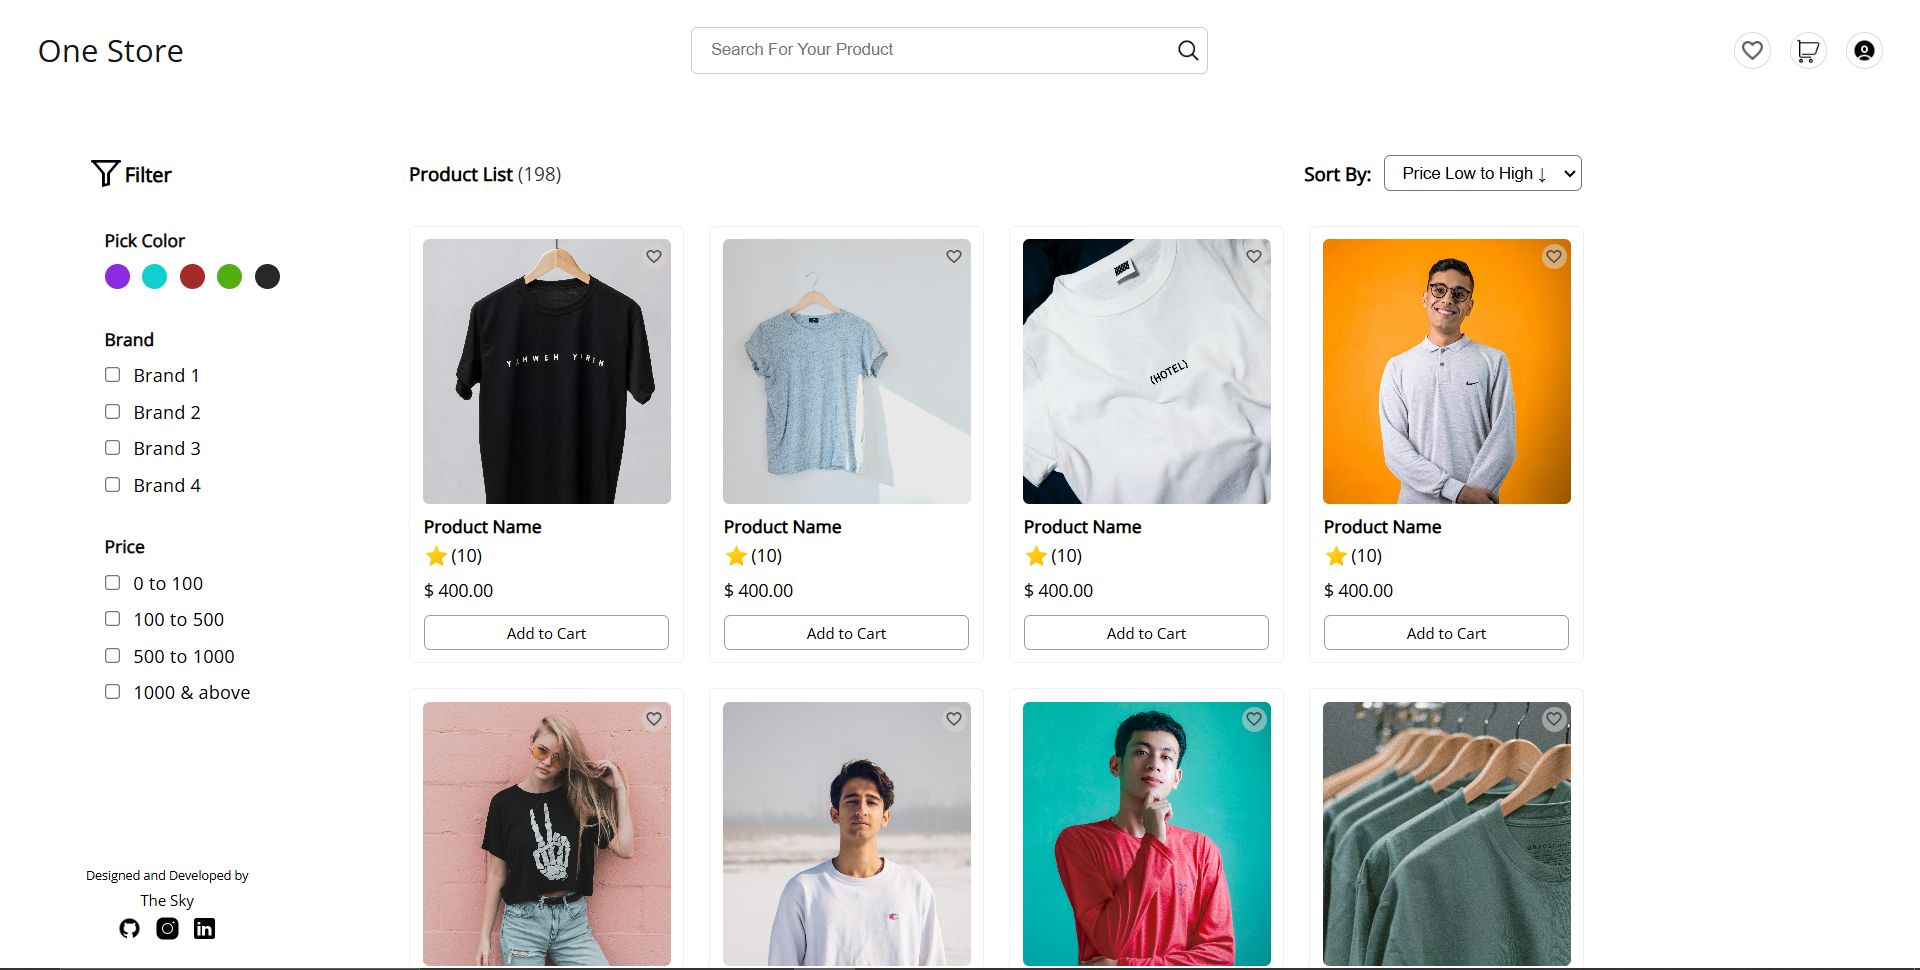 One Store
Search For Your Product
Filter
Product List (198)
Sort By: Price Low to High ↓
Pick Color
Brand
Brand 1
Brand 2
Brand 3
Brand 4
Price
0 to 100
100 to 500
500 to 1000
1000 & above
Designed and Developed by
The Sky
(HOTEL)
Product Name
(10)
$ 400.00
Add to Cart
Product Name
(10)
$ 400.00
Add to Cart
Product Name
(10)
$ 400.00
Add to Cart
Product Name
(10)
$ 400.00
Add to Cart